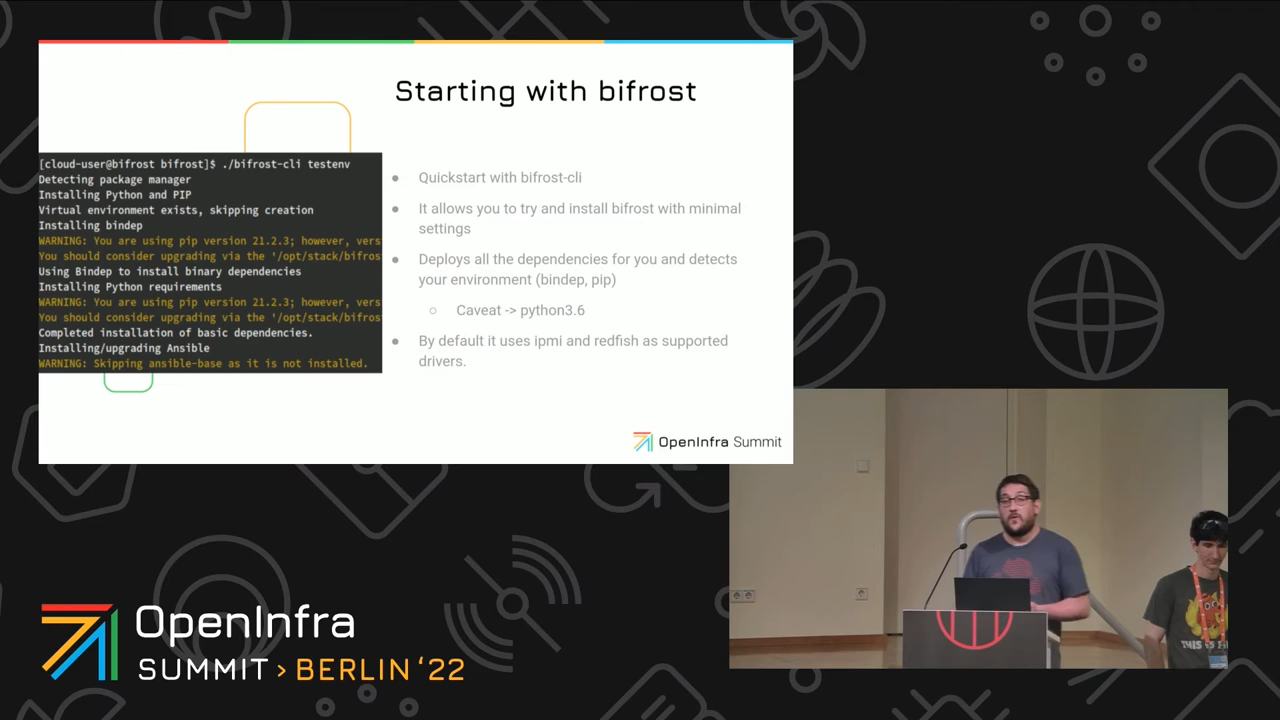 Starting with bifrost
[cloud-user@bifrost bifrost]$ ./bifrost-cli testenv
Detecting package manager
Installing Python and PIP
Virtual environment exists, skipping creation
Installing bindep
WARNING: You are using pip version 21.2.3; however, vers
You should consider upgrading via the '/opt/stack/bifros
Using Bindep to install binary dependencies
Installing Python requirements
WARNING: You are using pip version 21.2.3; however, vers
You should consider upgrading via the '/opt/stack/bifros
Completed installation of basic dependencies.
Installing/upgrading Ansible
WARNING: Skipping ansible-base as it is not installed.
● Quickstart with bifrost-cli
● It allows you to try and install bifrost with minimal
settings
● Deploys all the dependencies for you and detects
your environment (bindep, pip)
○ Caveat -> python3.6
● By default it uses ipmi and redfish as supported
drivers.
OpenInfra Summit
THIS IS
OpenInfra
SUMMIT > BERLIN ‘22